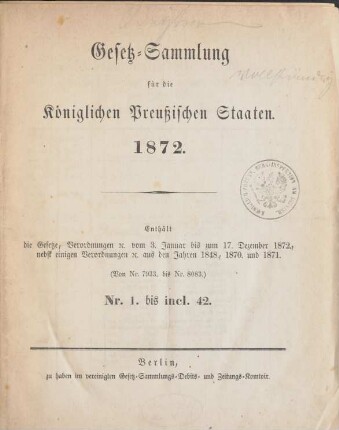 Gesetz-Sammlung
für die
Königlichen Preußischen Staaten.
1872.
Enthält
die Gesetze, Verordnungen ꝛc. vom 3. Januar bis zum 17. Dezember 1872.,
nebst einigen Verordnungen ꝛc. aus den Jahren 1848., 1870. und 1871.
(Von Nr. 7933. bis Nr. 8083.)
Nr. 1. bis incl. 42.
Berlin,
zu haben im vereinigten Gesetz-Sammlungs-Debits- und Zeitungs-Komtoir.